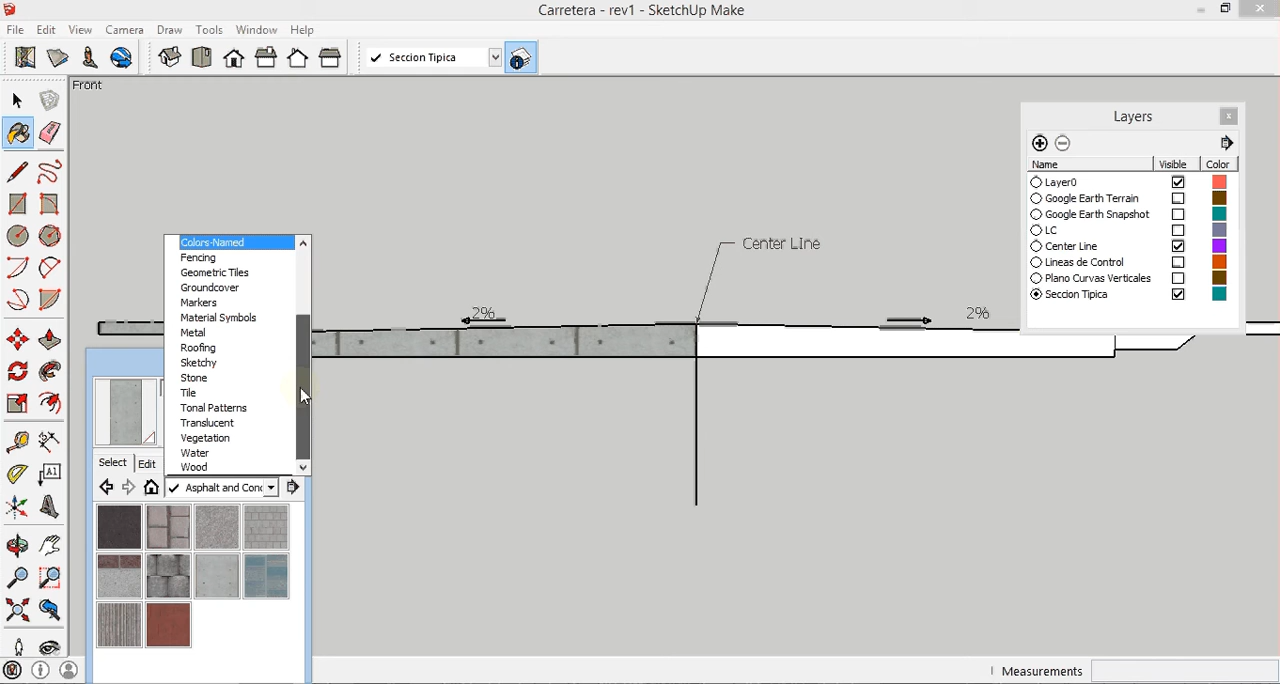 Carretera - rev1 - SketchUp Make
File Edit View Camera Draw Tools Window Help
Seccion Tipica
Front
Layers
Name Visible Color
Layer0
Google Earth Terrain
Google Earth Snapshot
LC
Center Line
Lineas de Control
Plano Curvas Verticales
Seccion Tipica
Center Line
2%
2%
Colors-Named
Fencing
Geometric Tiles
Groundcover
Markers
Material Symbols
Metal
Roofing
Sketchy
Stone
Tile
Tonal Patterns
Translucent
Vegetation
Water
Wood
Select Edit
Asphalt and Conc
A1
Measurements